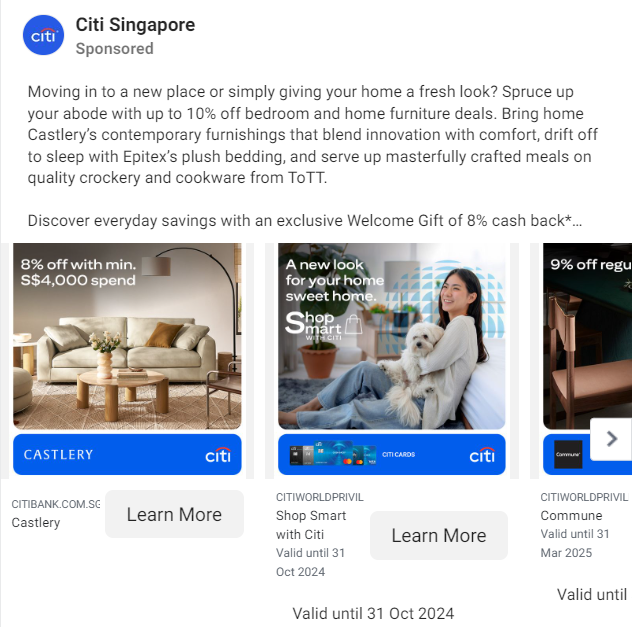 citi
Citi Singapore
Sponsored
Moving in to a new place or simply giving your home a fresh look? Spruce up
your abode with up to 10% off bedroom and home furniture deals. Bring home
Castlery’s contemporary furnishings that blend innovation with comfort, drift off
to sleep with Epitex’s plush bedding, and serve up masterfully crafted meals on
quality crockery and cookware from ToTT.
Discover everyday savings with an exclusive Welcome Gift of 8% cash back*…
8% off with min.
S$4,000 spend
CASTLERY
citi
CITIBANK.COM.SG
Castlery
Learn More
A new look
for your home
sweet home.
Shop
Smart
WITH CITI
CITI CARDS
citi
CITIWORLDPRIVIL
Shop Smart
with Citi
Valid until 31
Oct 2024
Learn More
Valid until 31 Oct 2024
9% off regu
Commune
CITIWORLDPRIVIL
Commune
Valid until 31
Mar 2025
Valid until